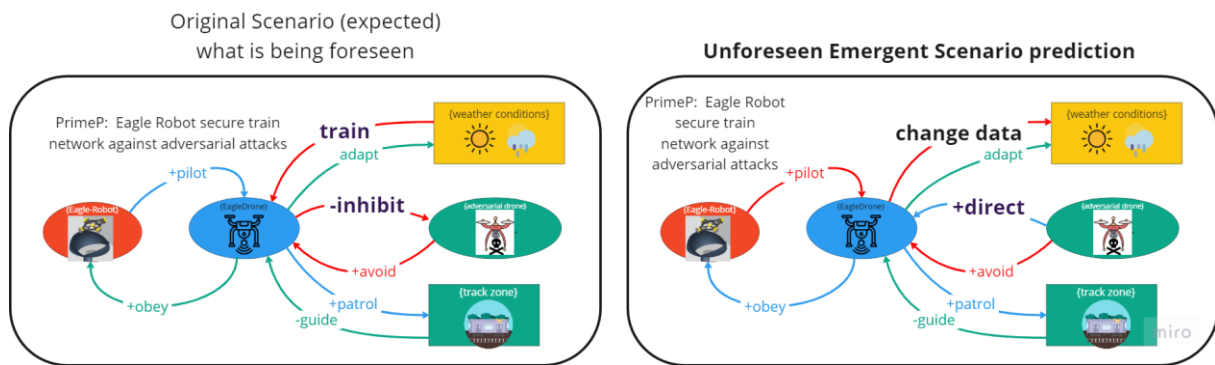 Original Scenario (expected)
what is being foreseen
PrimeP: Eagle Robot secure train
network against adversarial attacks
{weather conditions}
train
adapt
+pilot
{Eagle-Robot}
{EagleDrone}
-inhibit
{adversarial drone}
+avoid
+obey
+patrol
-guide
{track zone}
Unforeseen Emergent Scenario prediction
PrimeP: Eagle Robot
secure train
network against
adversarial attacks
{weather conditions}
change data
adapt
+pilot
{Eagle-Robot}
{EagleDrone}
+direct
{adversarial drone}
+avoid
+obey
+patrol
-guide
{track zone}
miro